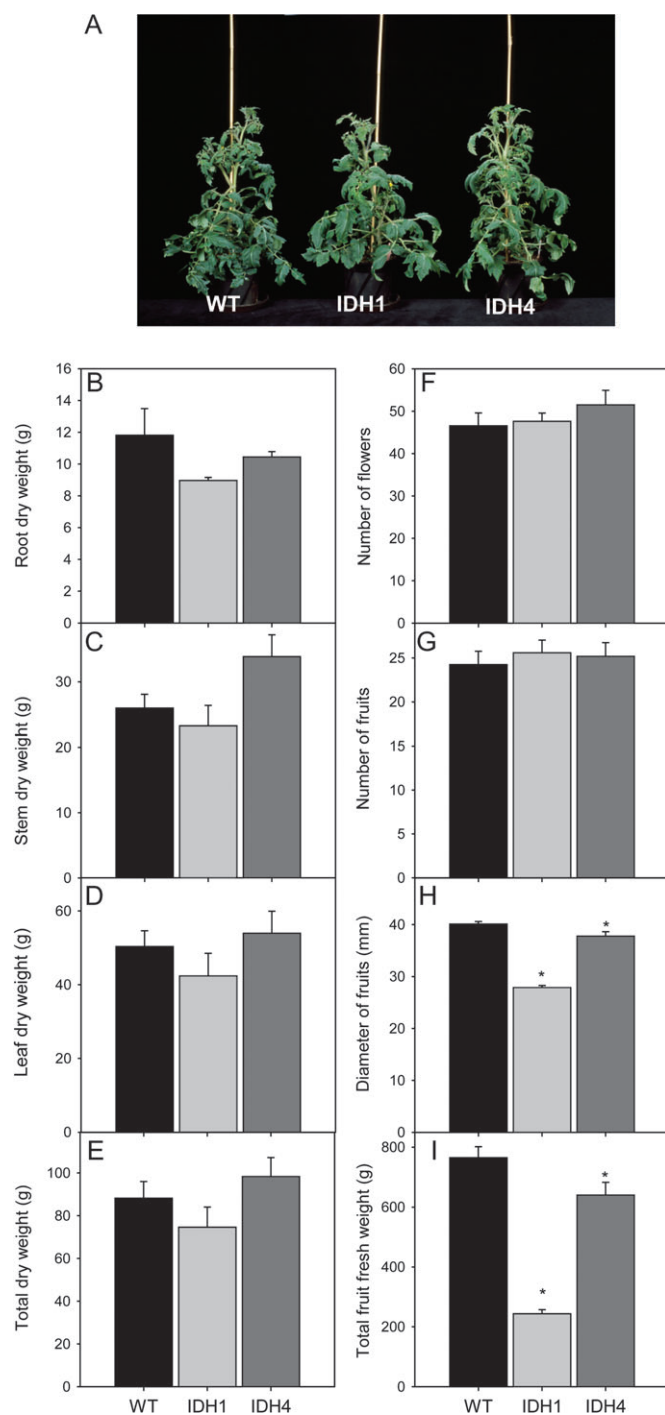 A
WT IDH1 IDH4
B
Root dry weight (g)
16
14
12
10
8
6
4
2
0
C
Stem dry weight (g)
30
20
10
0
D
Leaf dry weight (g)
60
40
20
0
E
Total dry weight (g)
100
80
60
40
20
0
WT IDH1 IDH4
F
Number of flowers
60
50
40
30
20
10
0
G
Number of fruits
25
20
15
10
5
0
H
Diameter of fruits (mm)
40
30
20
10
0
* *
I
Total fruit fresh weight (g)
800
600
400
200
0
* *
WT IDH1 IDH4